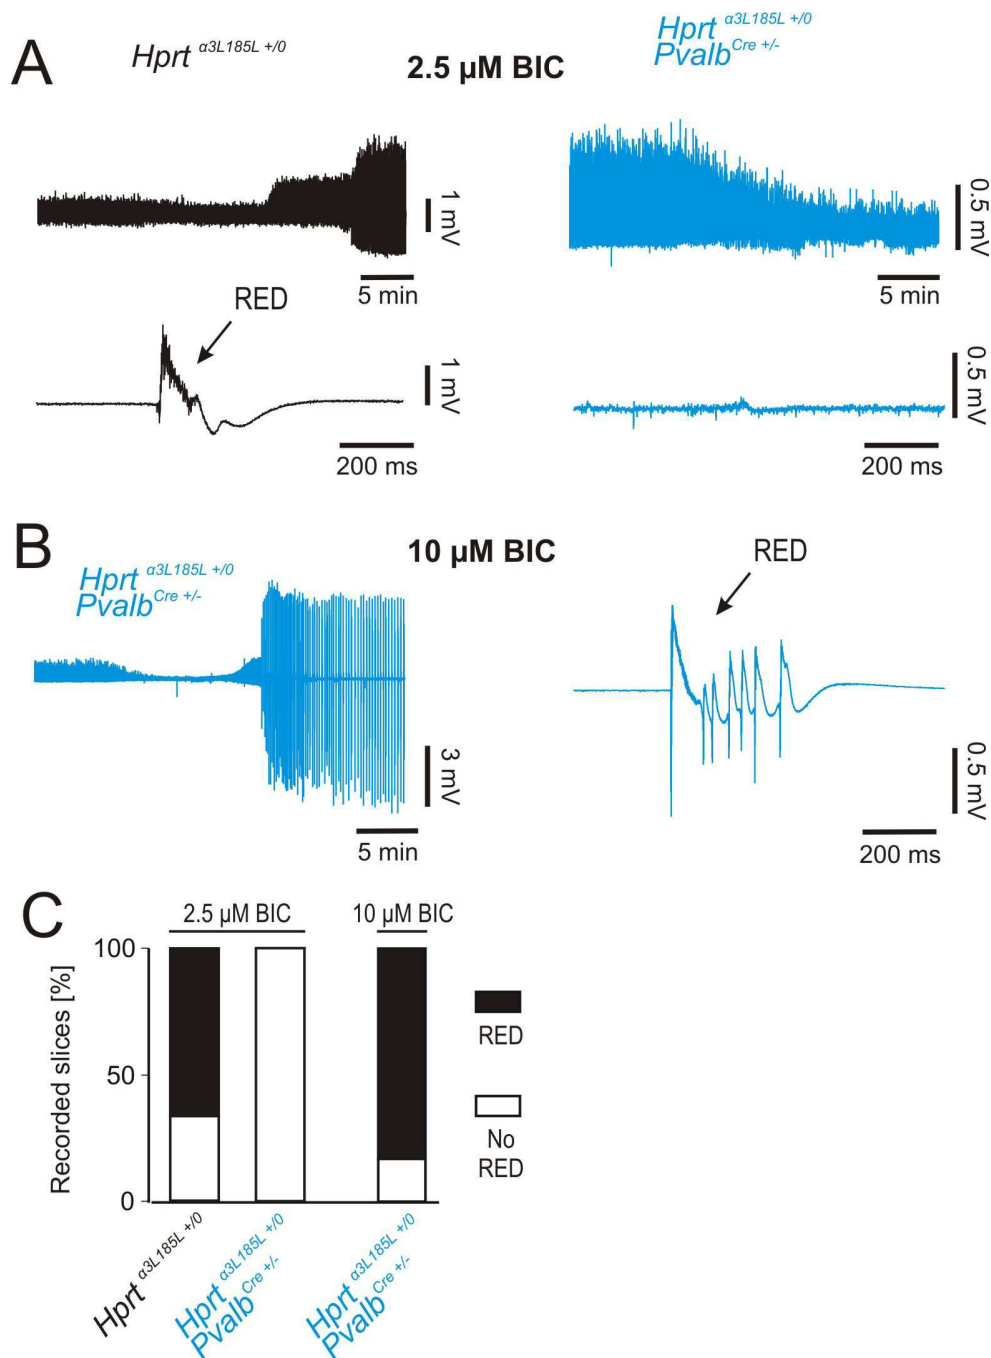 A
Hprt α3L185L +/0
2.5 µM BIC
Hprt α3L185L +/0
Pvalb Cre +/-
1 mV
5 min
0.5 mV
5 min
RED
1 mV
200 ms
0.5 mV
200 ms
B
Hprt α3L185L +/0
Pvalb Cre +/-
10 µM BIC
RED
3 mV
5 min
0.5 mV
200 ms
C
2.5 µM BIC
10 µM BIC
Recorded slices [%]
100
50
0
RED
No
RED
Hprt α3L185L +/0
Hprt α3L185L +/0
Pvalb Cre +/-
Hprt α3L185L +/0
Pvalb Cre +/-